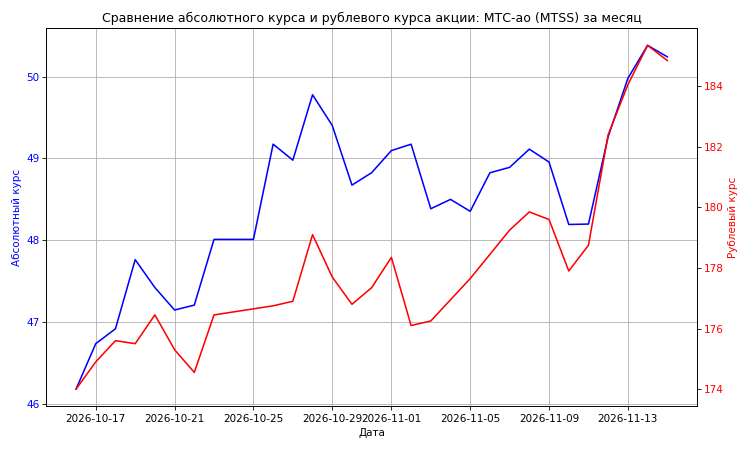 Сравнение абсолютного курса и рублевого курса акции: МТС-ао (MTSS) за месяц
Абсолютный курс
50
49
48
47
46
184
182
180
178
176
174
Рублевый курс
2026-10-17 2026-10-21 2026-10-25 2026-10-29 2026-11-01 2026-11-05 2026-11-09 2026-11-13
Дата